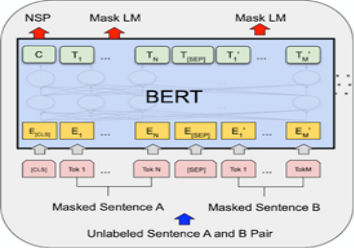 NSP Mask LM Mask LM
C T1 ... TN T[SEP] T1' ... TM'
BERT
E[CLS] E1 ... EN E[SEP] E1' ... EM'
[CLS] Tok 1 ... Tok N [SEP] Tok 1 ... TokM
Masked Sentence A Masked Sentence B
Unlabeled Sentence A and B Pair